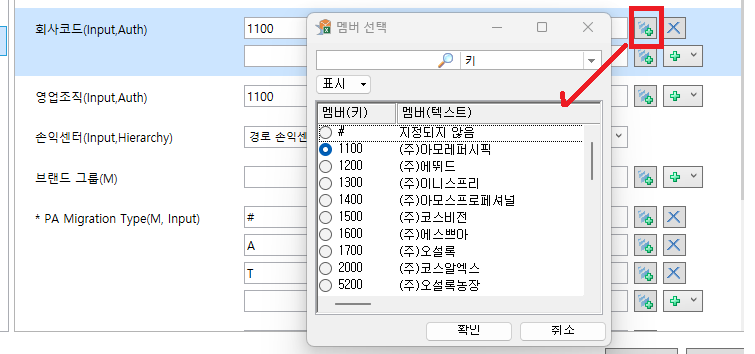 회사코드(Input,Auth)
1100
영업조직(Input,Auth)
1100
손익센터(Input,Hierarchy)
경로 손익센
브랜드 그룹(M)
* PA Migration Type(M, Input)
#
A
T
멤버 선택
키
표시
멤버(키) 멤버(텍스트)
# 지정되지 않음
1100 (주)아모레퍼시픽
1200 (주)에뛰드
1300 (주)이니스프리
1400 (주)아모스프로페셔널
1500 (주)코스비전
1600 (주)에스쁘아
1700 (주)오설록
2000 (주)코스알엑스
5200 (주)오설록농장
확인 취소